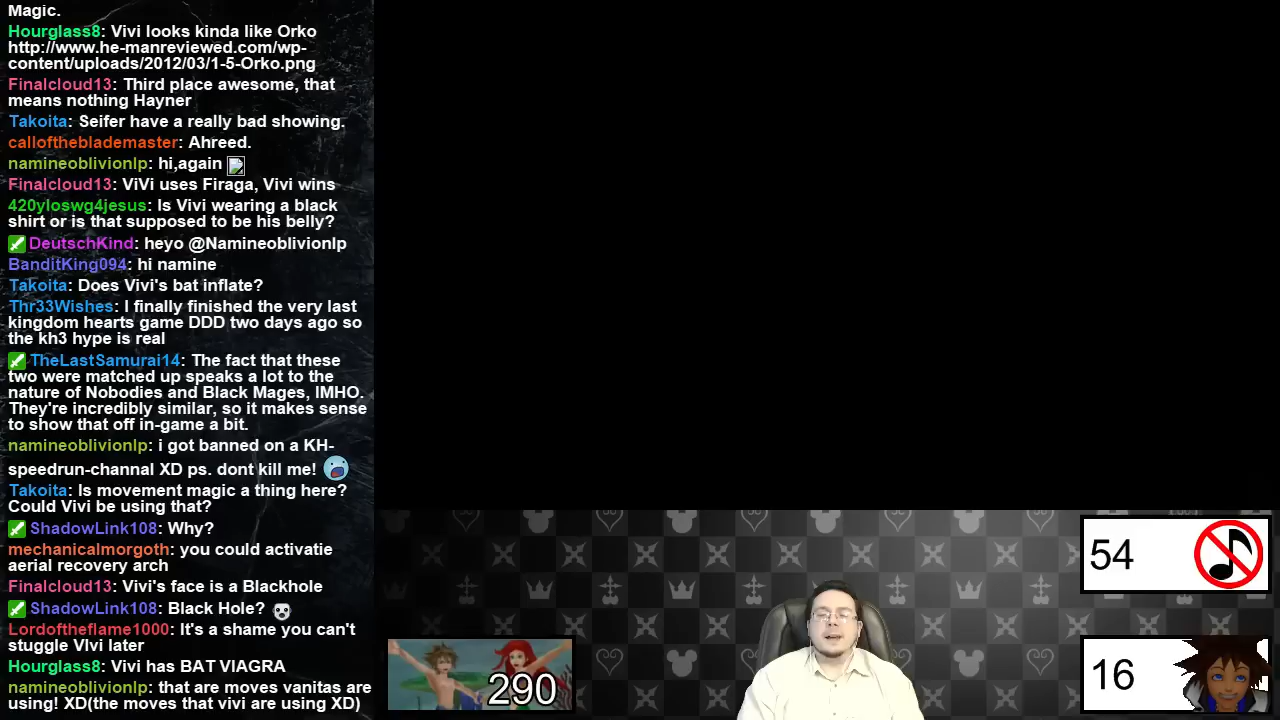 Magic.
Hourglass8: Vivi looks kinda like Orko
http://www.he-manreviewed.com/wp-
content/uploads/2012/03/1-5-Orko.png
Finalcloud13: Third place awesome, that
means nothing Hayner
Takoita: Seifer have a really bad showing.
calloftheblademaster: Ahreed.
namineoblivionlp: hi,again
Finalcloud13: ViVi uses Firaga, Vivi wins
420yloswg4jesus: Is Vivi wearing a black
shirt or is that supposed to be his belly?
DeutschKind: heyo @Namineoblivionlp
BanditKing094: hi namine
Takoita: Does Vivi's bat inflate?
Thr33Wishes: I finally finished the very last
kingdom hearts game DDD two days ago so
the kh3 hype is real
TheLastSamurai14: The fact that these
two were matched up speaks a lot to the
nature of Nobodies and Black Mages, IMHO.
They're incredibly similar, so it makes sense
to show that off in-game a bit.
namineoblivionlp: i got banned on a KH-
speedrun-channal XD ps. dont kill me!
Takoita: Is movement magic a thing here?
Could Vivi be using that?
ShadowLink108: Why?
mechanicalmorgoth: you could activatie
aerial recovery arch
Finalcloud13: Vivi's face is a Blackhole
ShadowLink108: Black Hole?
Lordoftheflame1000: It's a shame you can't
stuggle VIvi later
Hourglass8: Vivi has BAT VIAGRA
namineoblivionlp: that are moves vanitas are
using! XD(the moves that vivi are using XD)
290
54
16